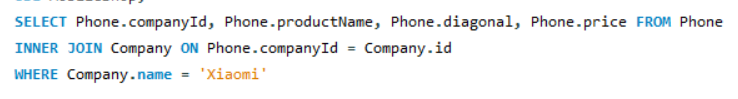 SELECT Phone.companyId, Phone.productName, Phone.diagonal, Phone.price FROM Phone
INNER JOIN Company ON Phone.companyId = Company.id
WHERE Company.name = 'Xiaomi'